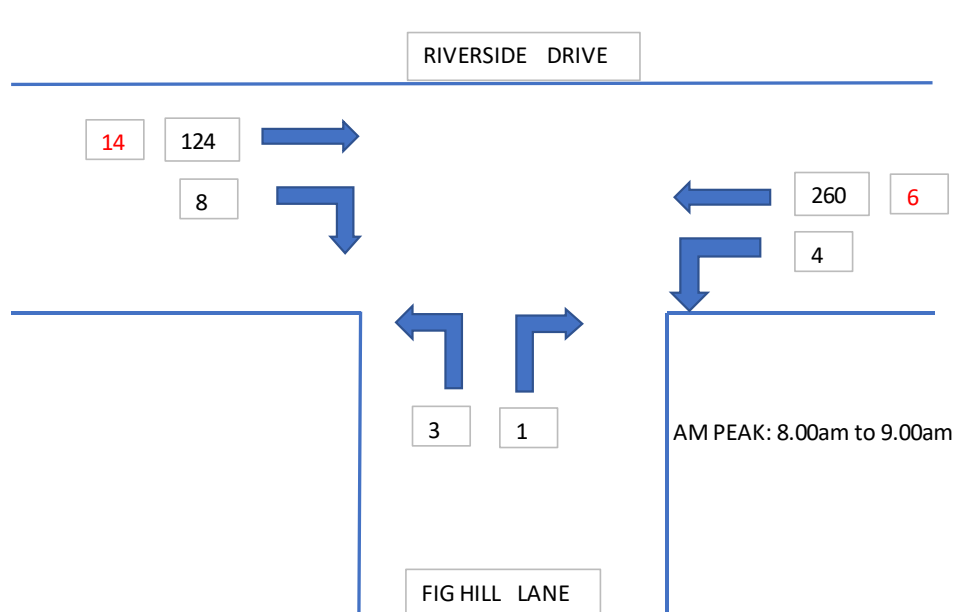 RIVERSIDE DRIVE
14 124
8
260 6
4
3 1
AM PEAK: 8.00am to 9.00am
FIG HILL LANE